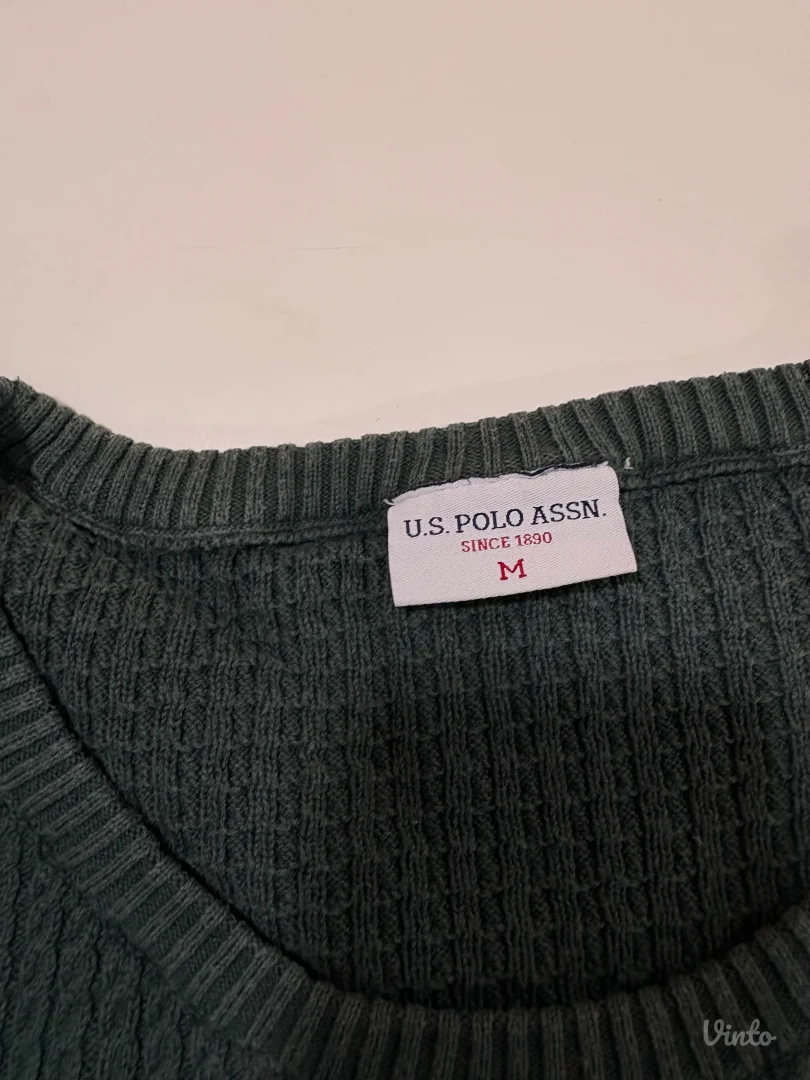 U.S. POLO ASSN.
SINCE 1890
M
Vinto